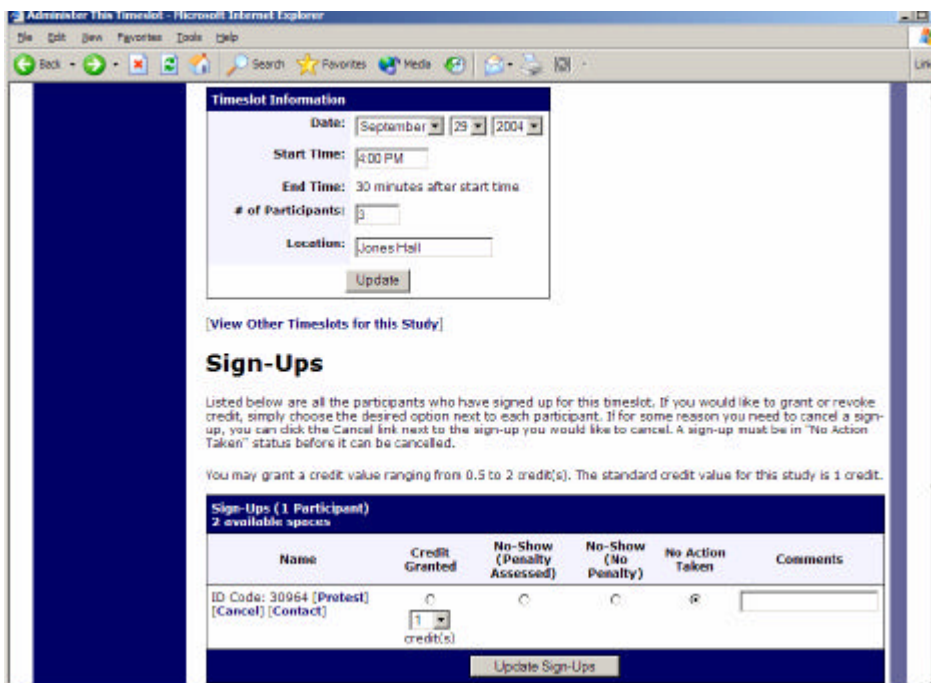 Administer This Timeslot - Microsoft Internet Explorer
File Edit View Favorites Tools Help
Back Search Favorites Media
Timeslot Information
Date: September 29 2004
Start Time: 4:00 PM
End Time: 30 minutes after start time
# of Participants: 3
Location: Jones Hall
Update
[View Other Timeslots for this Study]
Sign-Ups
Listed below are all the participants who have signed up for this timeslot. If you would like to grant or revoke
credit, simply choose the desired option next to each participant. If for some reason you need to cancel a sign-
up, you can click the Cancel link next to the sign-up you would like to cancel. A sign-up must be in "No Action
Taken" status before it can be cancelled.
You may grant a credit value ranging from 0.5 to 2 credit(s). The standard credit value for this study is 1 credit.
Sign-Ups (1 Participant)
2 available spaces
Name Credit Granted No-Show (Penalty Assessed) No-Show (No Penalty) No Action Taken Comments
ID Code: 30964 [Pretest]
[Cancel] [Contact]
1
credit(s)
Update Sign-Ups